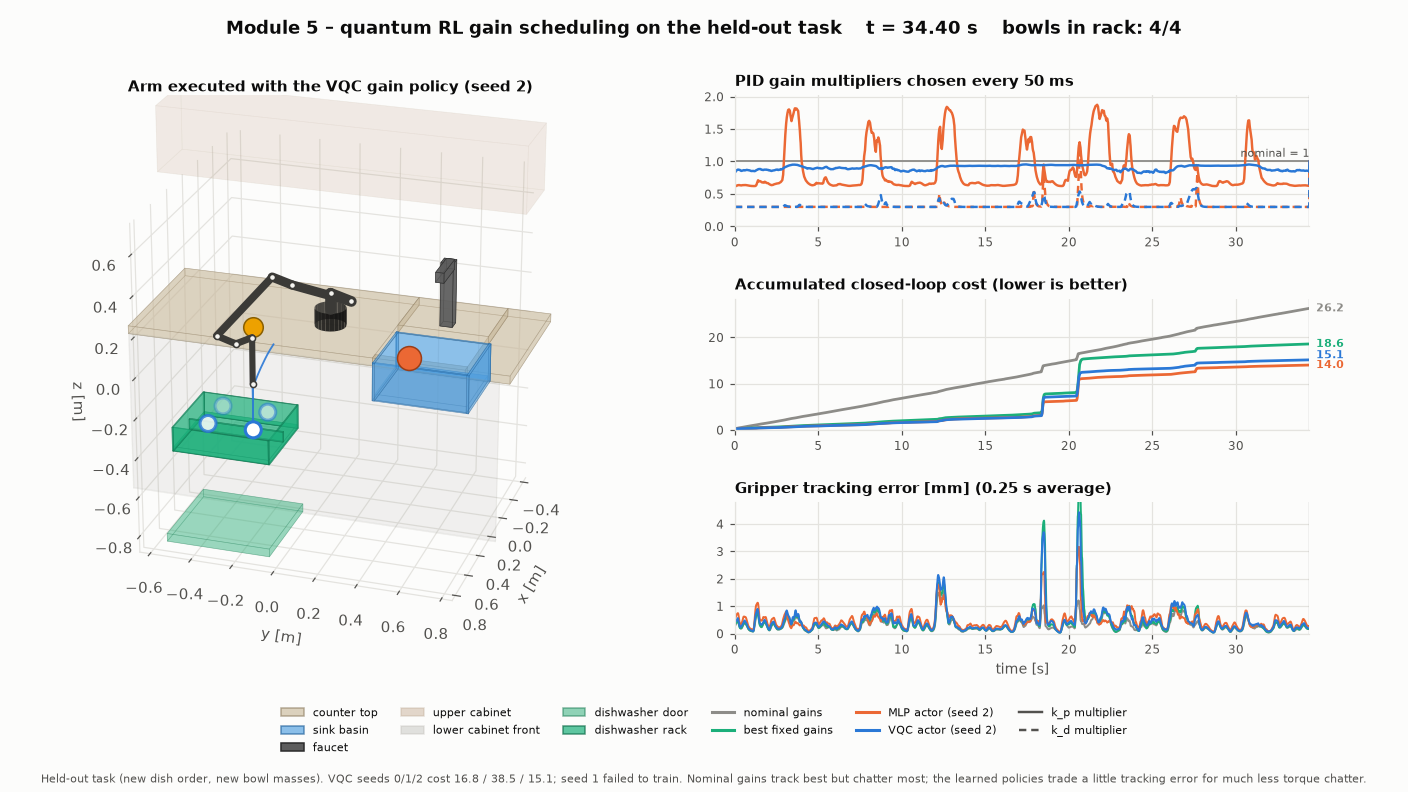 Module 5 – quantum RL gain scheduling on the held-out task    t = 34.40 s    bowls in rack: 4/4
Arm executed with the VQC gain policy (seed 2)
0.6
0.4
0.2
0.0
−0.2
−0.4
−0.6
−0.8
z [m]
−0.6
−0.4
−0.2
0.0
0.2
0.4
0.6
0.8
y [m]
−0.4
−0.2
0.0
0.2
0.4
0.6
0.8
x [m]
PID gain multipliers chosen every 50 ms
2.0
1.5
1.0
0.5
0.0
nominal = 1
0 5 10 15 20 25 30
Accumulated closed-loop cost (lower is better)
20
10
0
26.2
18.6
15.1
14.0
0 5 10 15 20 25 30
Gripper tracking error [mm] (0.25 s average)
4
3
2
1
0
0 5 10 15 20 25 30
time [s]
counter top
sink basin
faucet
upper cabinet
lower cabinet front
dishwasher door
dishwasher rack
nominal gains
best fixed gains
MLP actor (seed 2)
VQC actor (seed 2)
k_p multiplier
k_d multiplier
Held-out task (new dish order, new bowl masses). VQC seeds 0/1/2 cost 16.8 / 38.5 / 15.1; seed 1 failed to train. Nominal gains track best but chatter most; the learned policies trade a little tracking error for much less torque chatter.